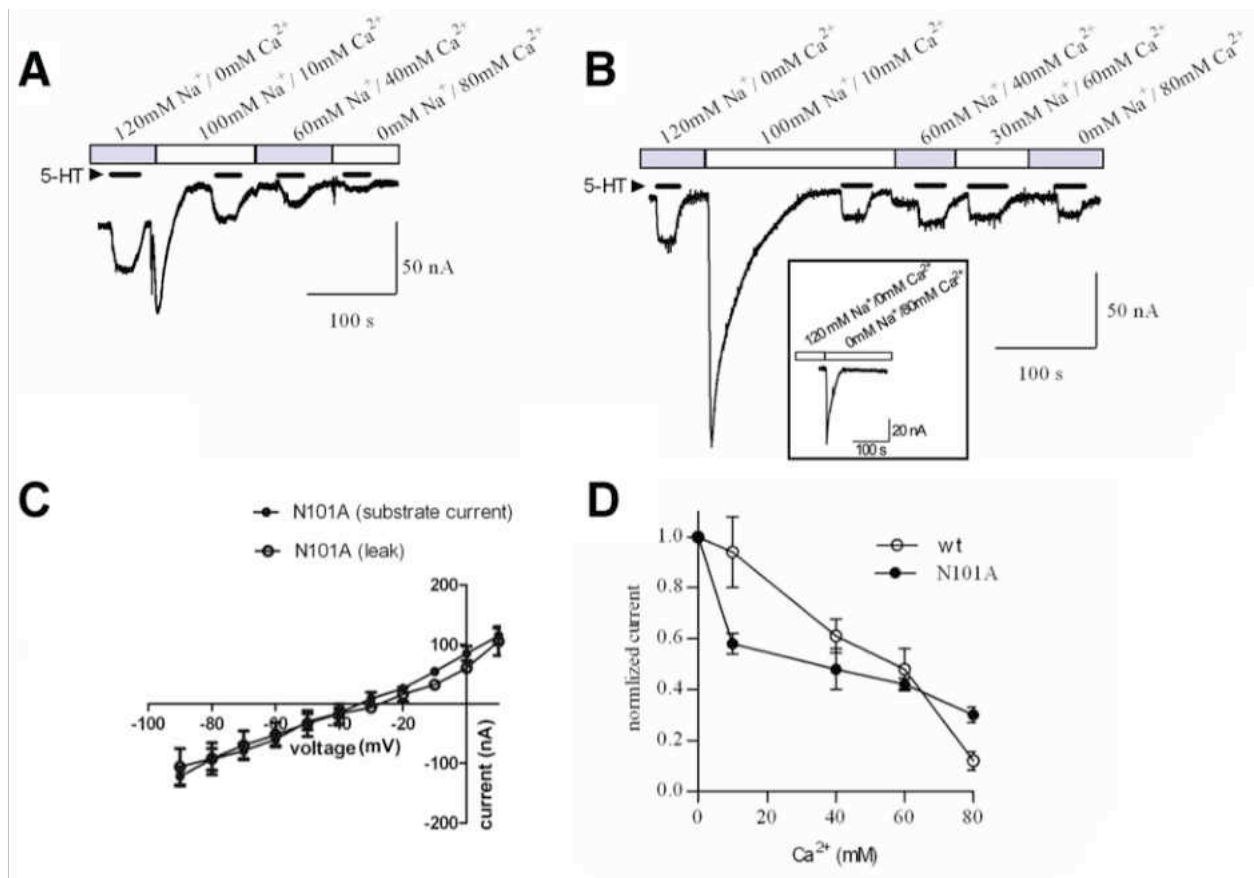 A
120mM Na⁺/ 0mM Ca²⁺
100mM Na⁺/ 10mM Ca²⁺
60mM Na⁺/ 40mM Ca²⁺
0mM Na⁺/ 80mM Ca²⁺
5-HT
50 nA
100 s
B
120mM Na⁺/ 0mM Ca²⁺
100mM Na⁺/ 10mM Ca²⁺
60mM Na⁺/ 40mM Ca²⁺
30mM Na⁺/ 60mM Ca²⁺
0mM Na⁺/ 80mM Ca²⁺
5-HT
50 nA
100 s
120 mM Na⁺/0mM Ca²⁺
0mM Na⁺/80mM Ca²⁺
20 nA
100 s
C
N101A (substrate current)
N101A (leak)
200
100
-100 -80 -60 -40 -20
voltage (mV)
-100
-200
current (nA)
D
wt
N101A
1.0
0.8
0.6
0.4
0.2
0.0
normlized current
0 20 40 60 80
Ca²⁺ (mM)